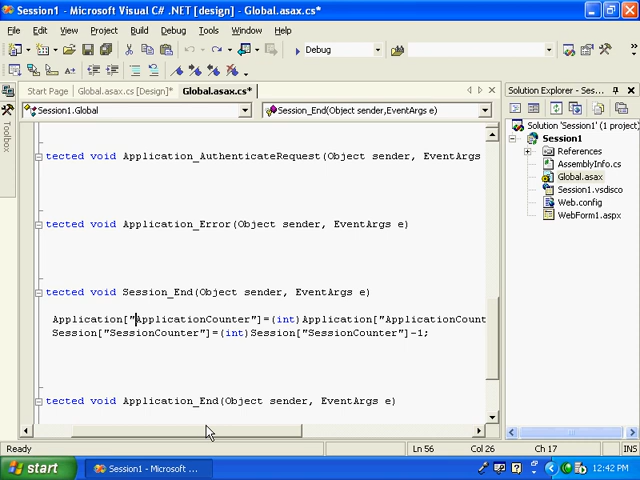 Session1 - Microsoft Visual C# .NET [design] - Global.asax.cs*
File Edit View Project Build Debug Tools Window Help
Debug
Start Page Global.asax.cs [Design]* Global.asax.cs*
Session1.Global Session_End(Object sender,EventArgs e)
Toolbox
tected void Application_AuthenticateRequest(Object sender, EventArgs
tected void Application_Error(Object sender, EventArgs e)
tected void Session_End(Object sender, EventArgs e)
Application["ApplicationCounter"]=(int)Application["ApplicationCount
Session["SessionCounter"]=(int)Session["SessionCounter"]-1;
tected void Application_End(Object sender, EventArgs e)
Solution Explorer - Ses...
Solution 'Session1' (1 project)
Session1
References
AssemblyInfo.cs
Global.asax
Session1.vsdisco
Web.config
WebForm1.aspx
Ready Ln 56 Col 26 Ch 17 INS
start Session1 - Microsoft ... 12:42 PM